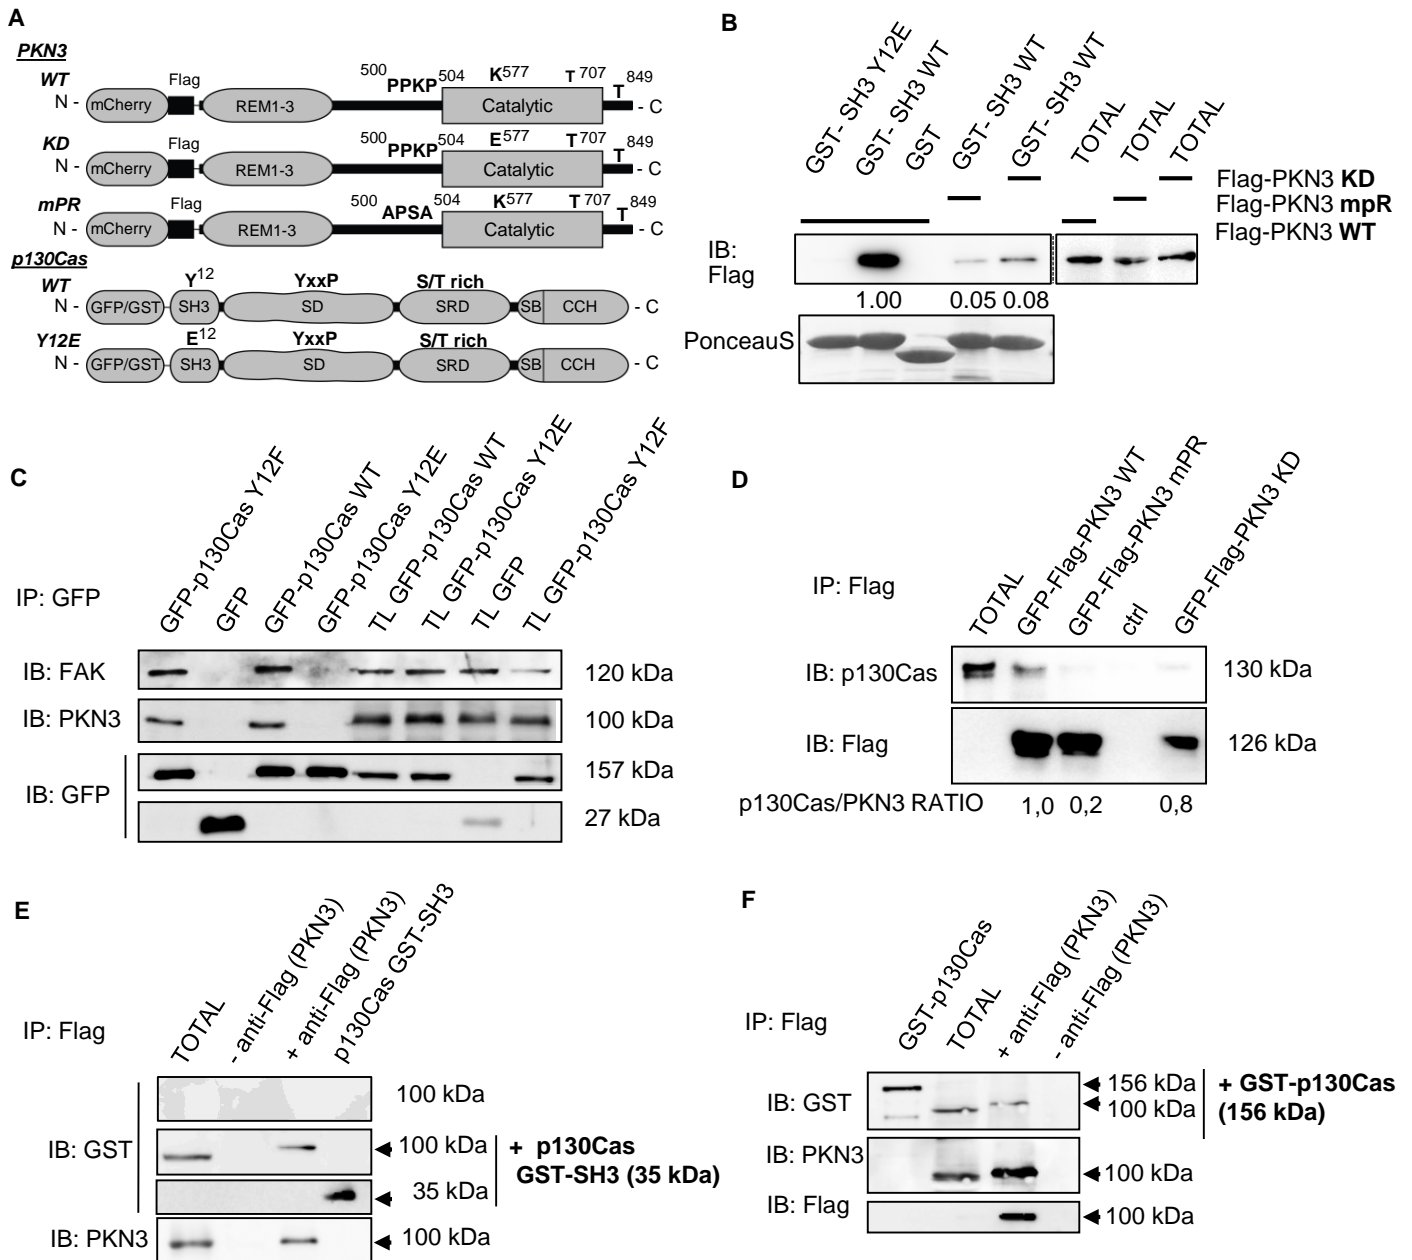 A
PKN3
WT
Flag
500 PPKP 504 K577 T707 T 849
N - mCherry REM1-3 Catalytic - C
KD
Flag
500 PPKP 504 E577 T707 T 849
N - mCherry REM1-3 Catalytic - C
mPR
Flag
500 APSA 504 K577 T707 T 849
N - mCherry REM1-3 Catalytic - C
p130Cas
WT
Y12 YxxP S/T rich
N - GFP/GST SH3 SD SRD SB CCH - C
Y12E
E12 YxxP S/T rich
N - GFP/GST SH3 SD SRD SB CCH - C
B
GST- SH3 Y12E
GST- SH3 WT
GST
GST- SH3 WT
GST- SH3 WT
TOTAL
TOTAL
TOTAL
Flag-PKN3 KD
Flag-PKN3 mpR
Flag-PKN3 WT
IB:
Flag
1.00 0.05 0.08
PonceauS
C
GFP-p130Cas Y12F
GFP
GFP-p130Cas WT
GFP-p130Cas Y12E
TL GFP-p130Cas WT
TL GFP-p130Cas Y12E
TL GFP
TL GFP-p130Cas Y12F
IP: GFP
IB: FAK 120 kDa
IB: PKN3 100 kDa
IB: GFP
157 kDa
27 kDa
D
TOTAL
GFP-Flag-PKN3 WT
GFP-Flag-PKN3 mPR
ctrl
GFP-Flag-PKN3 KD
IP: Flag
IB: p130Cas 130 kDa
IB: Flag 126 kDa
p130Cas/PKN3 RATIO 1,0 0,2 0,8
E
TOTAL
- anti-Flag (PKN3)
+ anti-Flag (PKN3)
p130Cas GST-SH3
IP: Flag
100 kDa
IB: GST
100 kDa
35 kDa
+ p130Cas
GST-SH3 (35 kDa)
IB: PKN3 100 kDa
F
GST-p130Cas
TOTAL
+ anti-Flag (PKN3)
- anti-Flag (PKN3)
IP: Flag
IB: GST
156 kDa
100 kDa
+ GST-p130Cas
(156 kDa)
IB: PKN3
100 kDa
IB: Flag
100 kDa